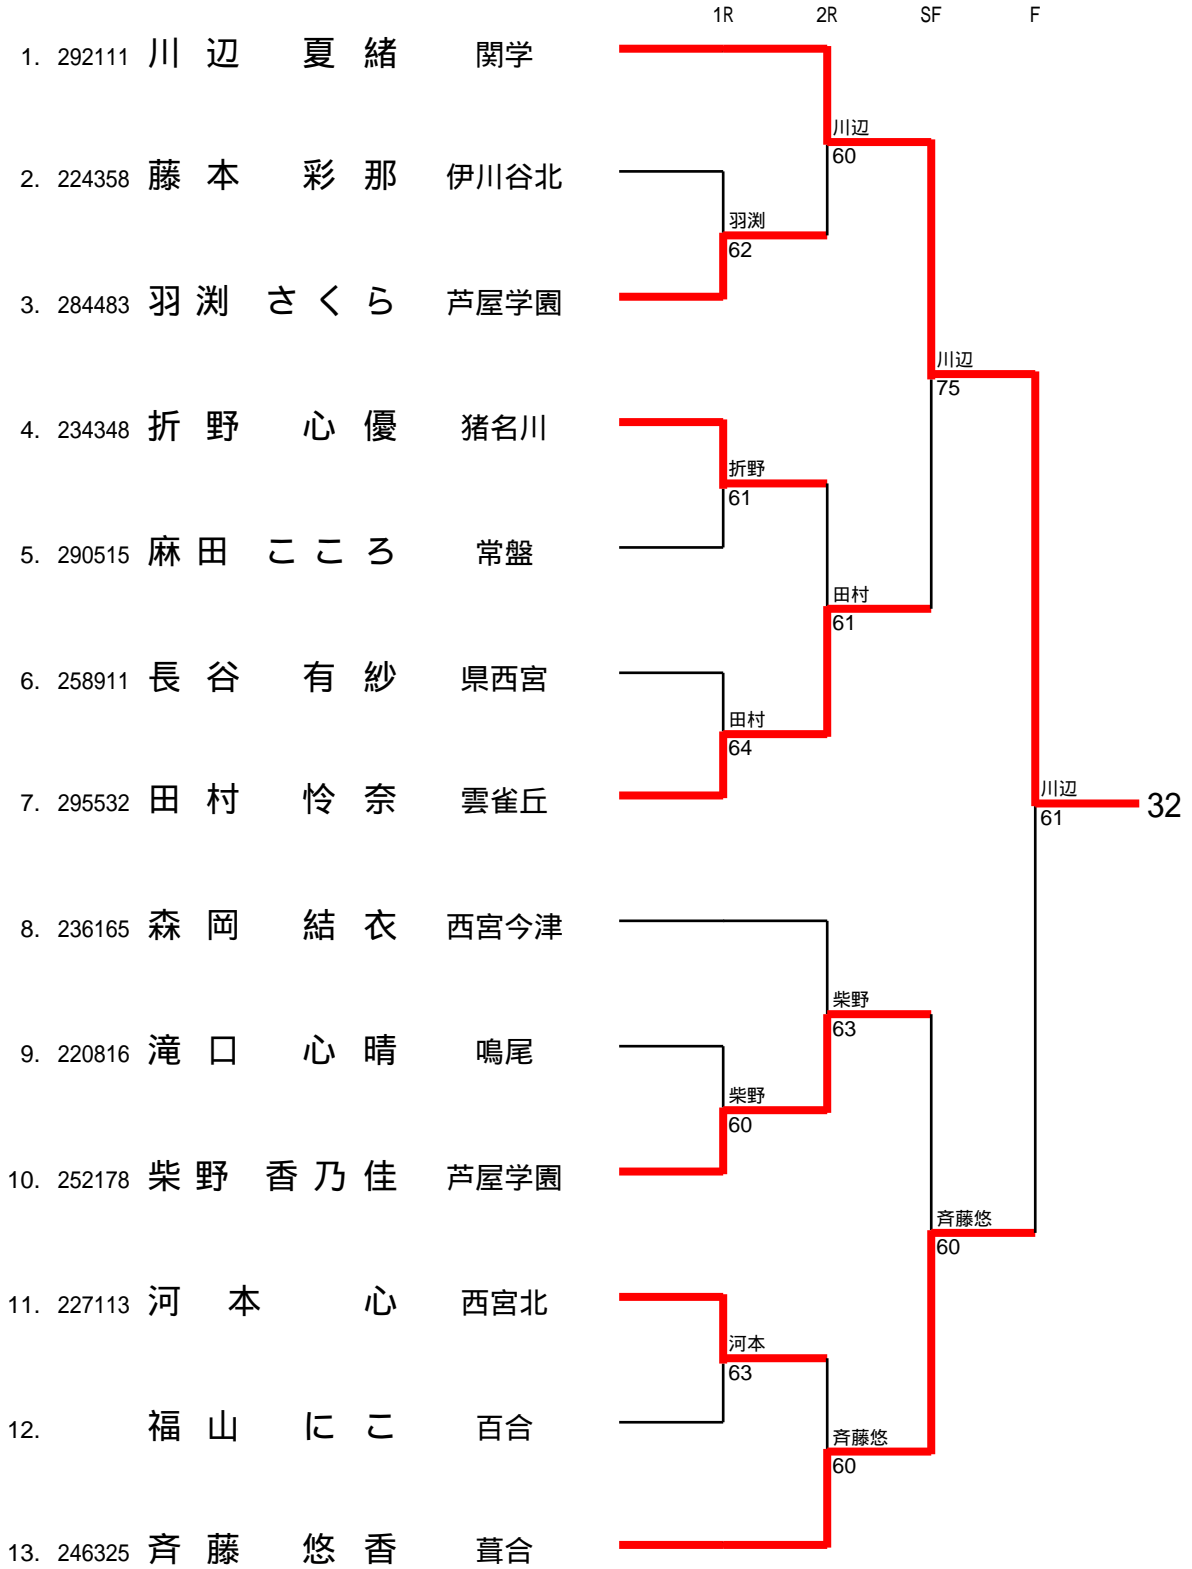 1R 2R SF F
1. 292111 川辺 夏緒 関学
川辺
60
2. 224358 藤本 彩那 伊川谷北
羽渕
62
3. 284483 羽渕 さくら 芦屋学園
川辺
75
4. 234348 折野 心優 猪名川
折野
61
5. 290515 麻田 こころ 常盤
田村
61
6. 258911 長谷 有紗 県西宮
田村
64
7. 295532 田村 怜奈 雲雀丘
川辺
61
32
8. 236165 森岡 結衣 西宮今津
柴野
63
9. 220816 滝口 心晴 鳴尾
柴野
60
10. 252178 柴野 香乃佳 芦屋学園
斉藤悠
60
11. 227113 河本 心 西宮北
河本
63
12. 福山 にこ 百合
斉藤悠
60
13. 246325 斉藤 悠香 葺合